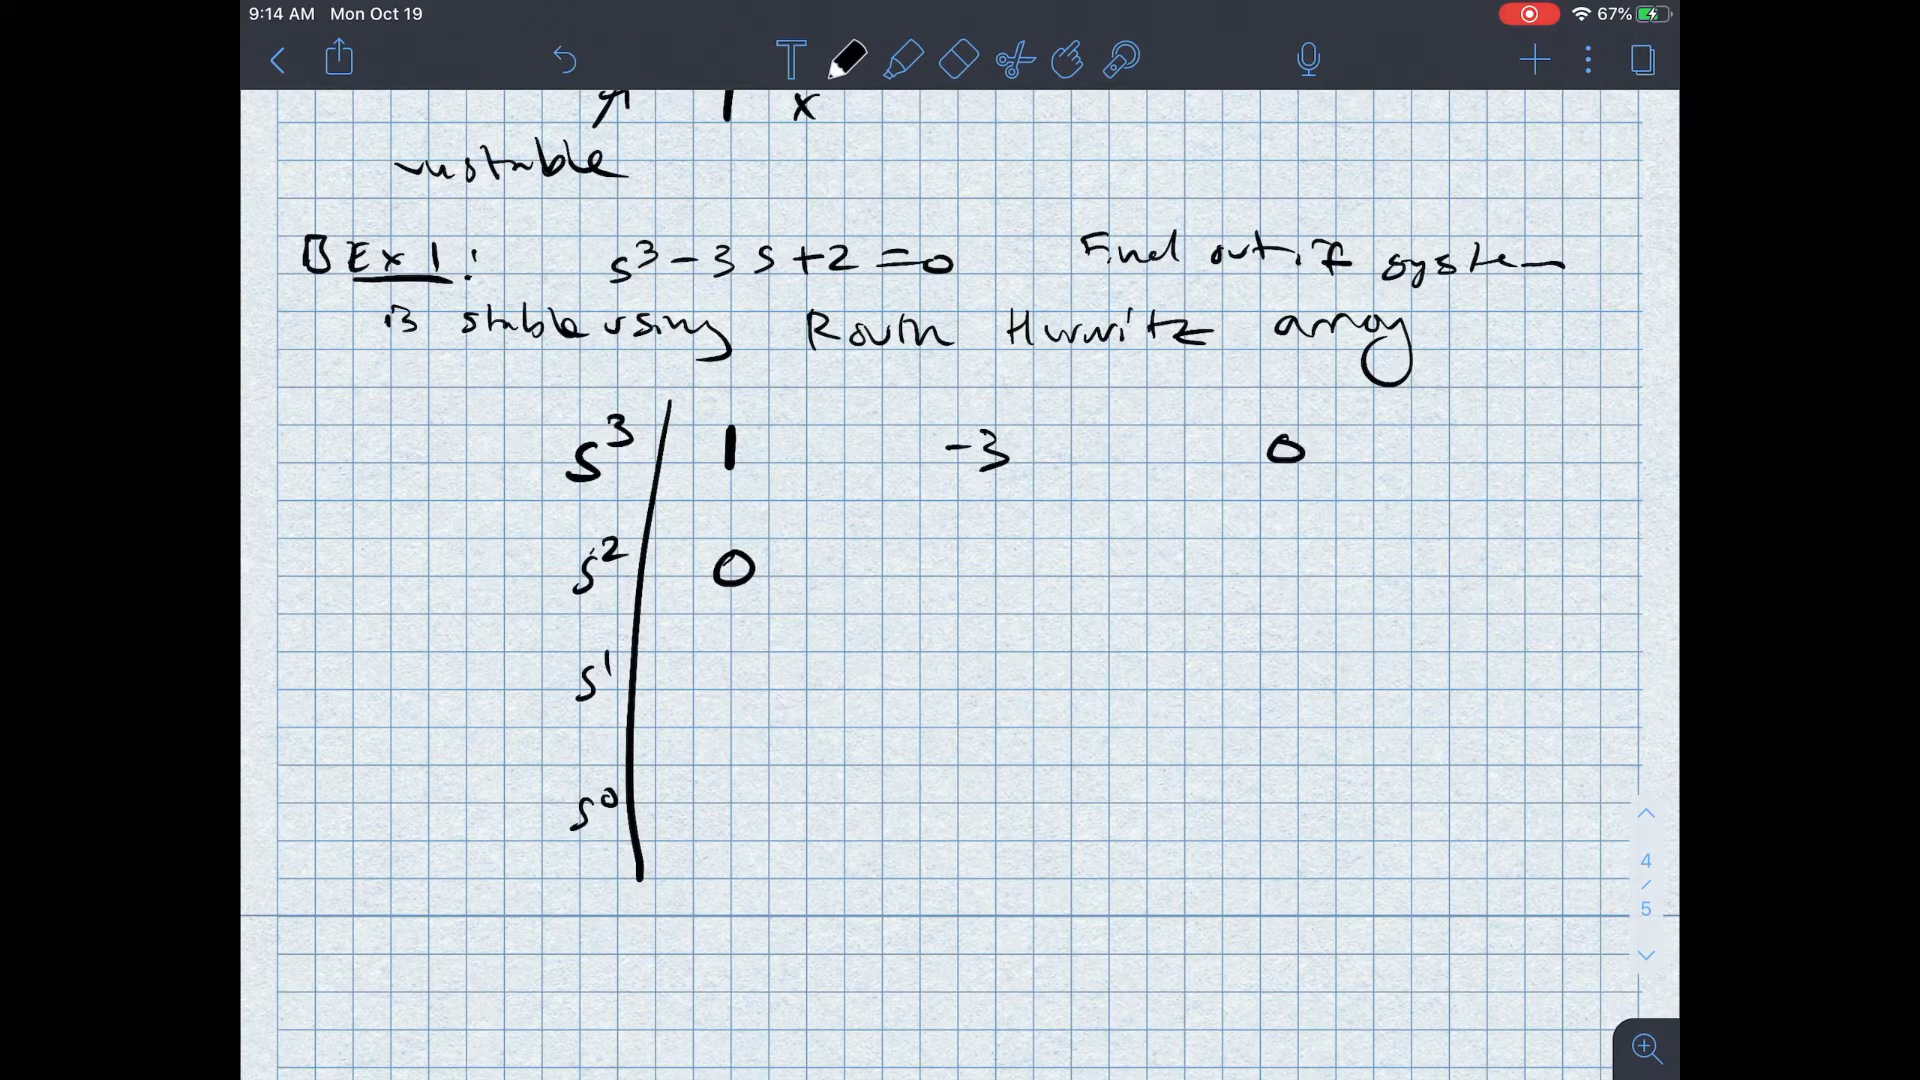 9:14 AM Mon Oct 19
67%
T
1 x
unstable
Ex 1: s³ - 3s + 2 = 0 Find out if system
is stable using Routh Hurwitz array
s³ 1 -3 0
s² 0
s¹
s⁰
4
/
5